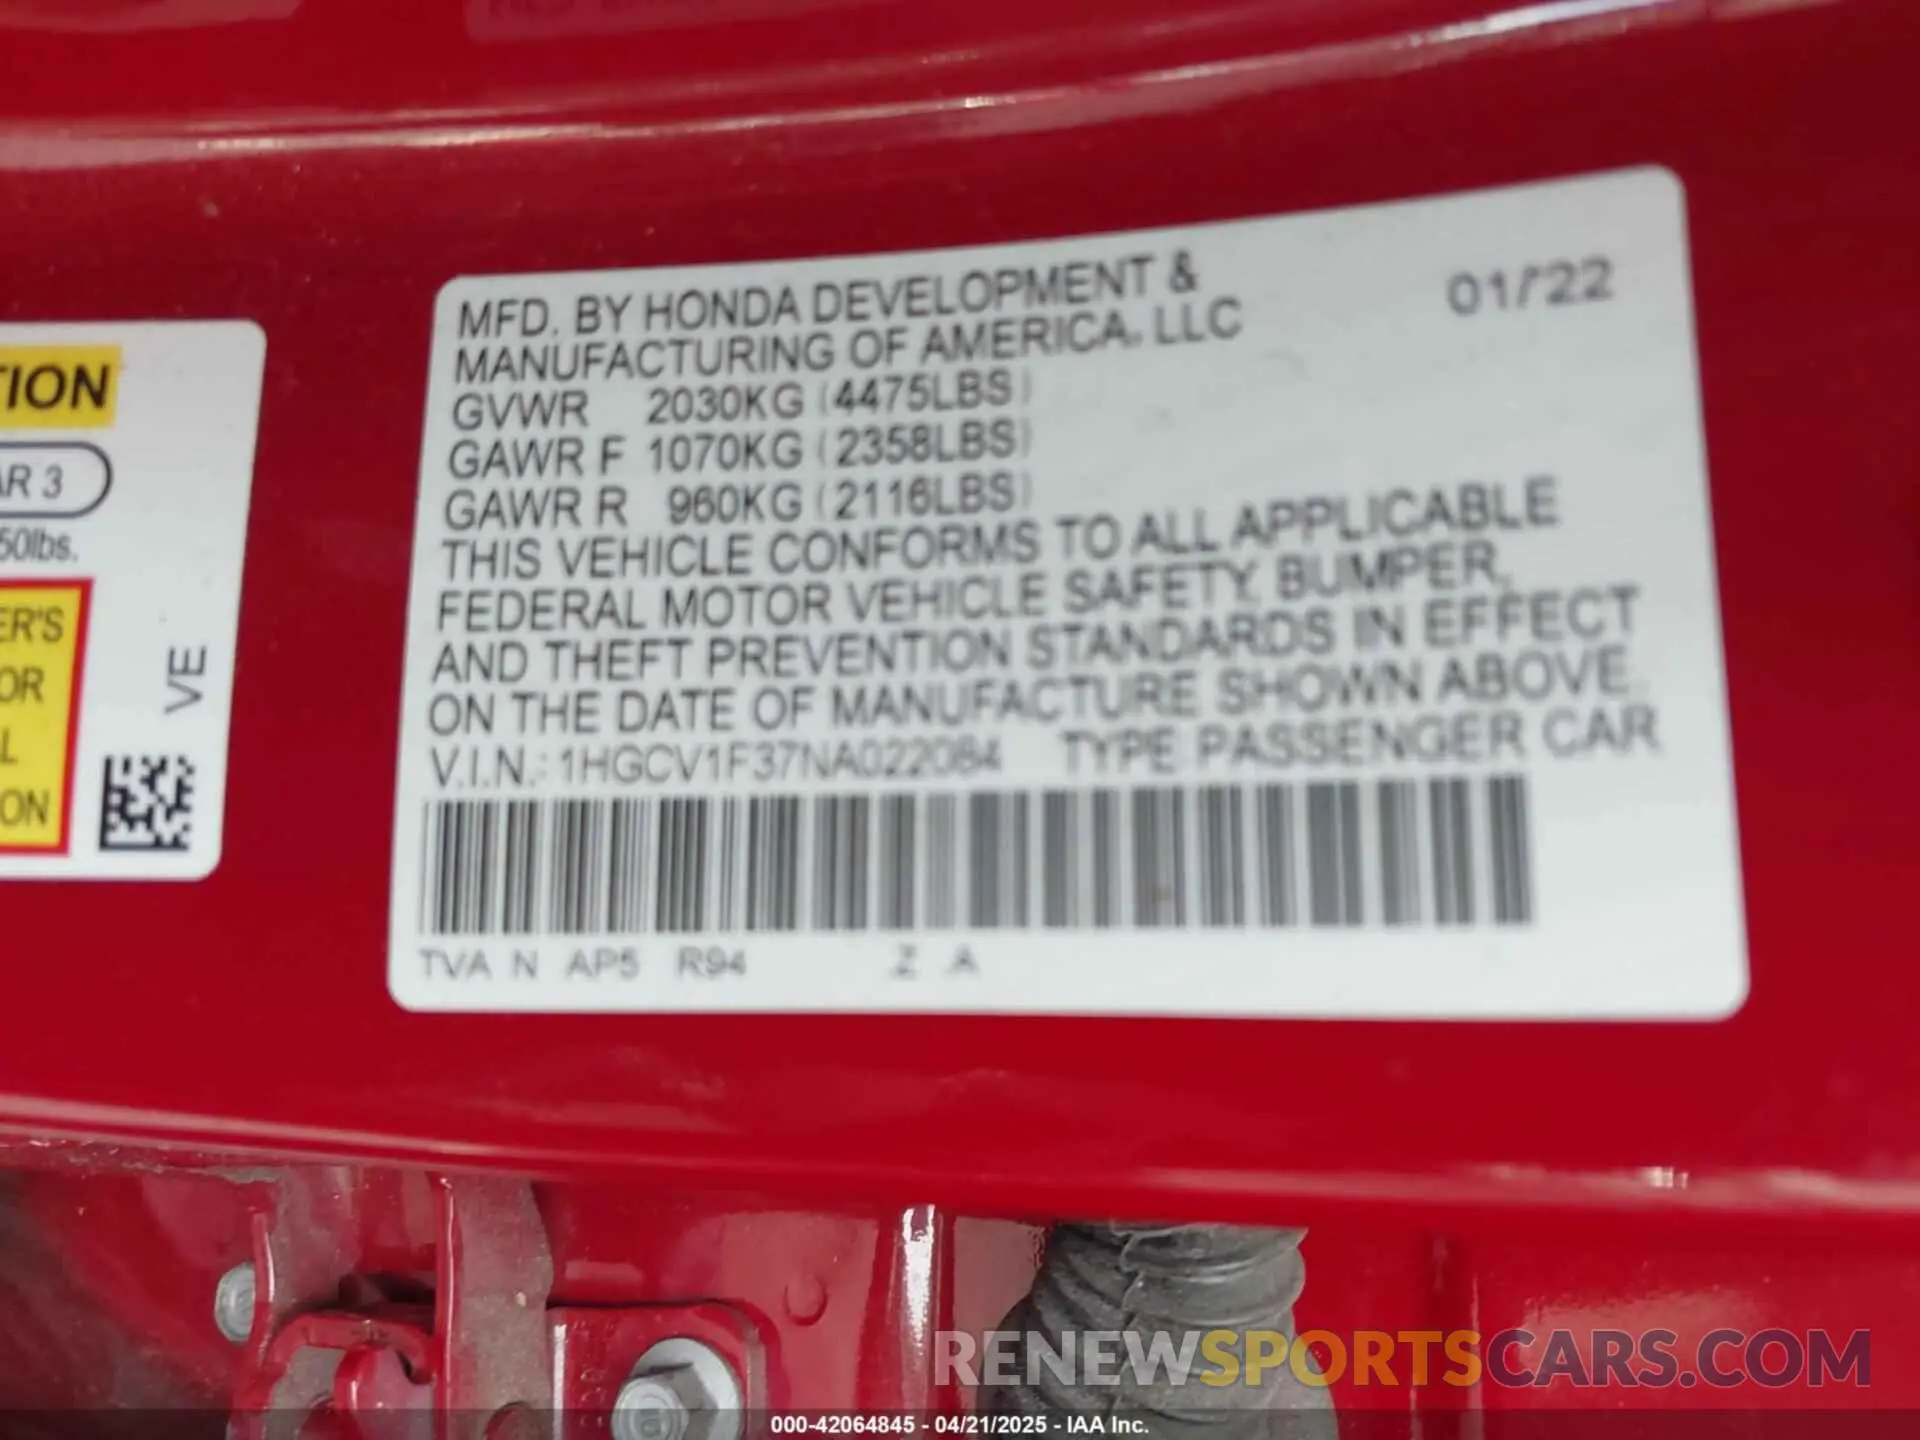 TION
AR 3
50lbs.
ER'S
OR
AL
ON
VE
MFD. BY HONDA DEVELOPMENT & 01/'22
MANUFACTURING OF AMERICA, LLC
GVWR 2030KG (4475LBS)
GAWR F 1070KG (2358LBS)
GAWR R 960KG (2116LBS)
THIS VEHICLE CONFORMS TO ALL APPLICABLE
FEDERAL MOTOR VEHICLE SAFETY, BUMPER,
AND THEFT PREVENTION STANDARDS IN EFFECT
ON THE DATE OF MANUFACTURE SHOWN ABOVE.
V.I.N.: 1HGCV1F37NA022084 TYPE PASSENGER CAR
TVA N AP5 R94 Z A
RENEWSPORTSCARS.COM
000-42064845 - 04/21/2025 - IAA Inc.